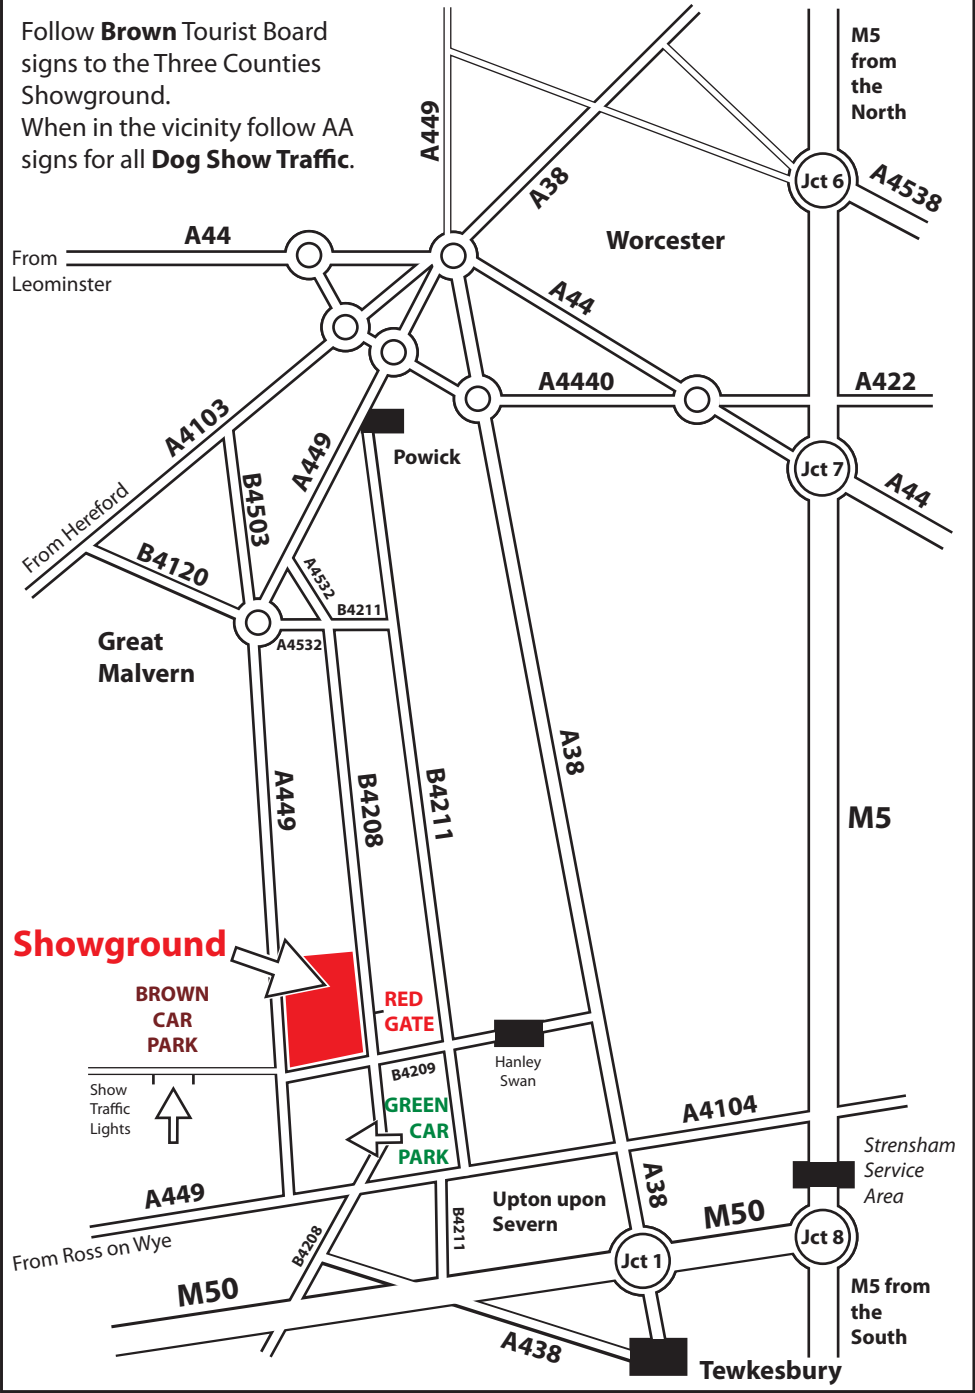 Follow Brown Tourist Board
signs to the Three Counties
Showground.
When in the vicinity follow AA
signs for all Dog Show Traffic.
M5
from
the
North
A449
A38
Jct 6
A4538
Worcester
A44
From
Leominster
A44
A4440
A422
A4103
A449
Powick
Jct 7
A44
From Hereford
B4503
B4120
A4532
B4211
A4532
Great
Malvern
A449
B4208
B4211
A38
M5
Showground
BROWN
CAR
PARK
RED
GATE
Hanley
Swan
B4209
Show
Traffic
Lights
GREEN
CAR
PARK
A4104
Strensham
Service
Area
A449
From Ross on Wye
B4208
B4211
Upton upon
Severn
A38
M50
Jct 8
Jct 1
M50
M5 from
the
South
A438
Tewkesbury